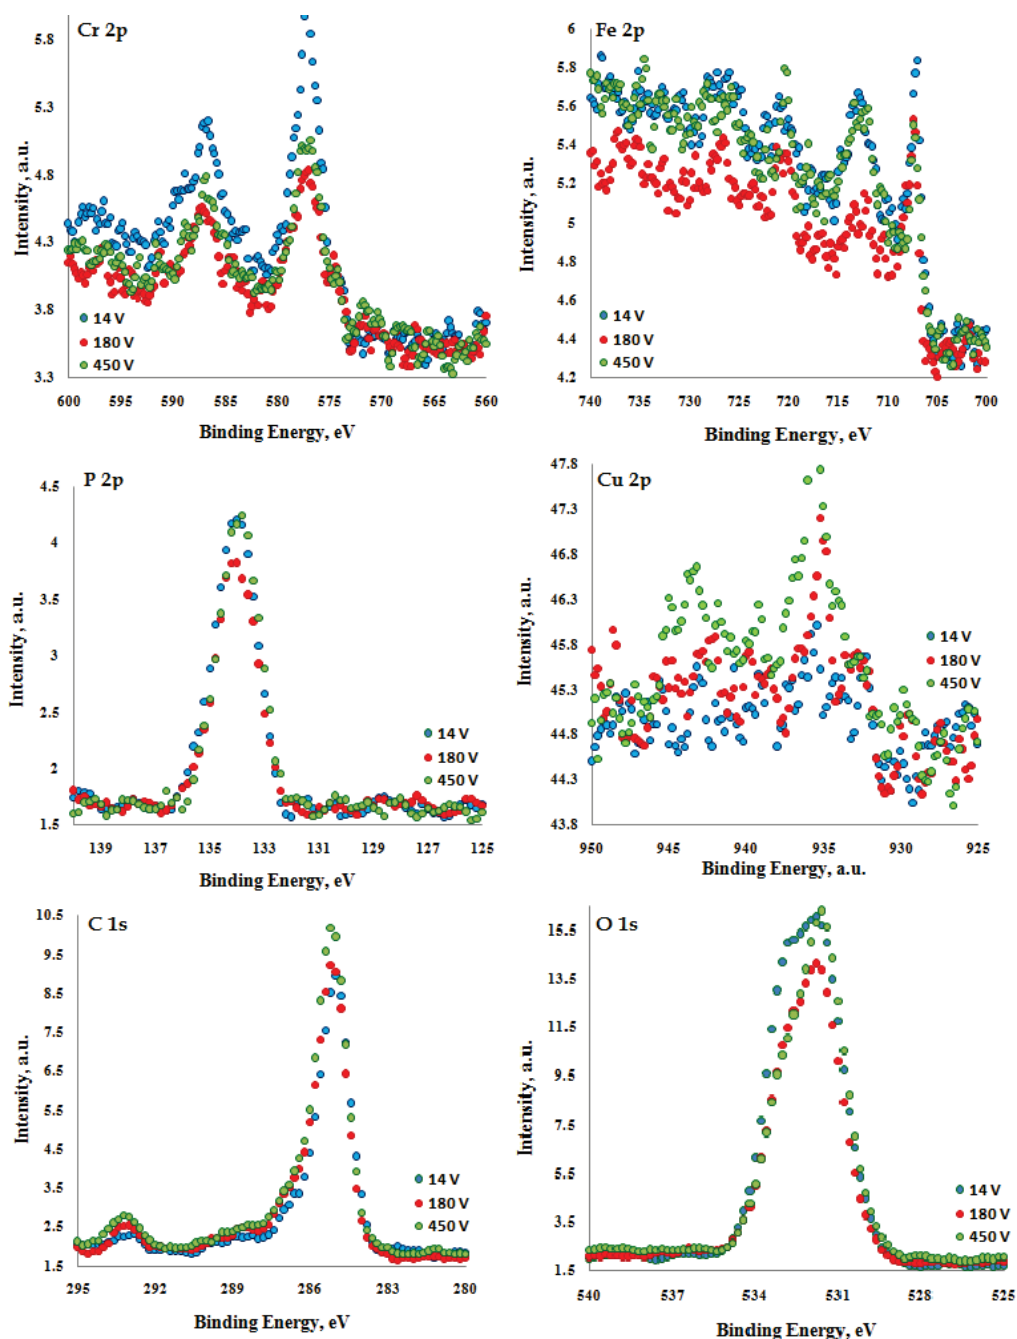 Cr 2p
5.8
5.3
4.8
4.3
3.8
3.3
Intensity, a.u.
14 V
180 V
450 V
600 595 590 585 580 575 570 565 560
Binding Energy, eV
Fe 2p
6
5.8
5.6
5.4
5.2
5
4.8
4.6
4.4
4.2
Intensity, a.u.
14 V
180 V
450 V
740 735 730 725 720 715 710 705 700
Binding Energy, eV
P 2p
4.5
4
3.5
3
2.5
2
1.5
Intensity, a.u.
14 V
180 V
450 V
139 137 135 133 131 129 127 125
Binding Energy, eV
Cu 2p
47.8
47.3
46.8
46.3
45.8
45.3
44.8
44.3
43.8
Intensity, a.u.
14 V
180 V
450 V
950 945 940 935 930 925
Binding Energy, a.u.
C 1s
10.5
9.5
8.5
7.5
6.5
5.5
4.5
3.5
2.5
1.5
Intensity, a.u.
14 V
180 V
450 V
295 292 289 286 283 280
Binding Energy, eV
O 1s
15.5
13.5
11.5
9.5
7.5
5.5
3.5
1.5
Intensity, a.u.
14 V
180 V
450 V
540 537 534 531 528 525
Binding Energy, eV